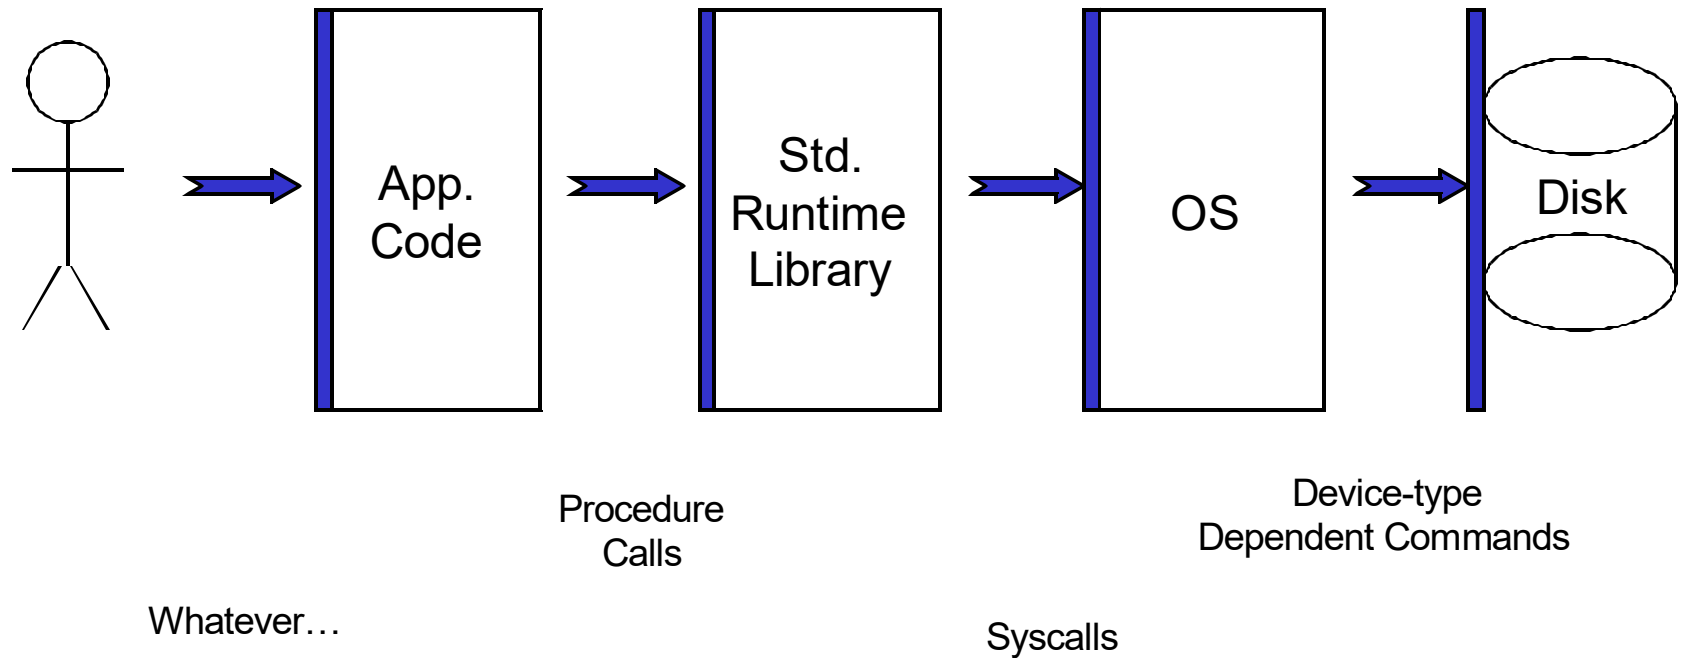 App.
Code
Std.
Runtime
Library
OS
Disk
Procedure
Calls
Device-type
Dependent Commands
Whatever…
Syscalls